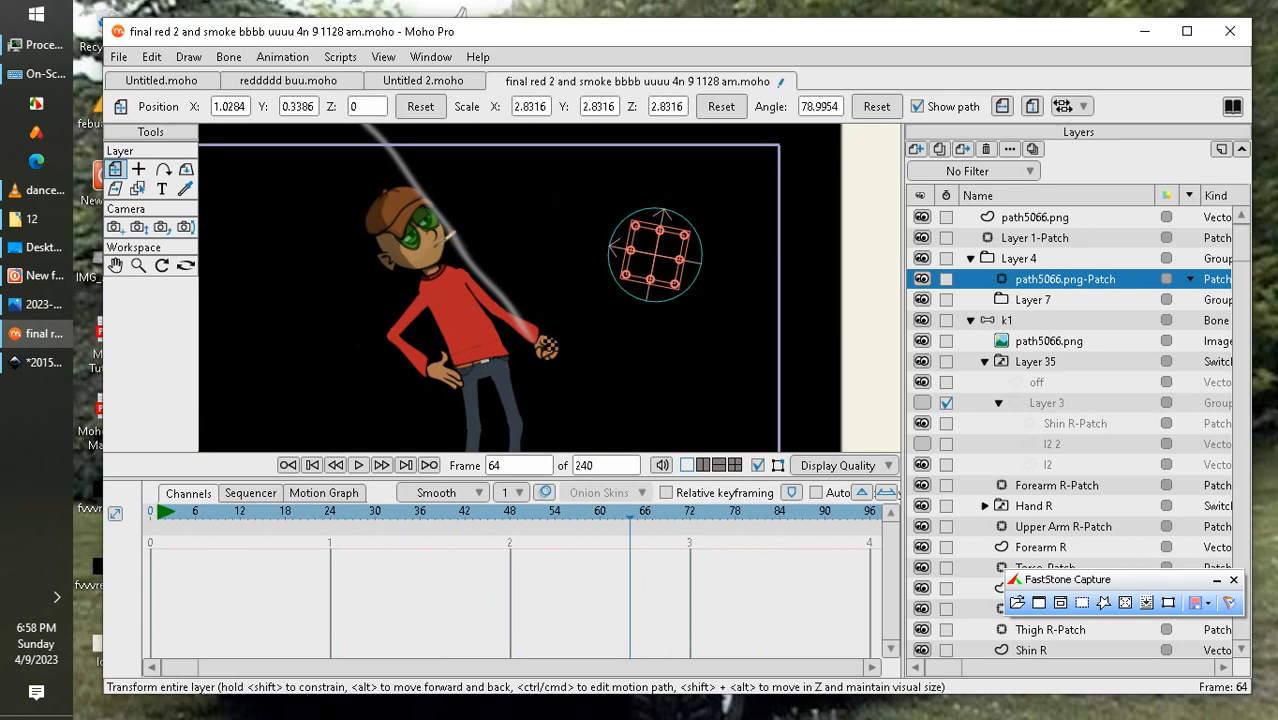 final red 2 and smoke bbbb uuuu 4n 9 1128 am.moho - Moho Pro
File Edit Draw Bone Animation Scripts View Window Help
Untitled.moho reddddd buu.moho Untitled 2.moho final red 2 and smoke bbbb uuuu 4n 9 1128 am.moho
Position X: 1.0284 Y: 0.3386 Z: 0 Reset Scale X: 2.8316 Y: 2.8316 Z: 2.8316 Reset Angle: 78.9954 Reset Show path
Tools
Layer
Camera
Workspace
Layers
No Filter
Name Kind
path5066.png Vecto
Layer 1-Patch Patch
Layer 4 Group
path5066.png-Patch Patch
Layer 7 Group
k1 Bone
path5066.png Image
Layer 35 Switc
off Vecto
Layer 3 Group
Shin R-Patch Patch
l2 2 Vecto
l2 Vecto
Forearm R-Patch Patch
Hand R Switc
Upper Arm R-Patch Patch
Forearm R Vecto
Torso-Patch Patch
FastStone Capture
Thigh R-Patch Patch
Shin R Vecto
Frame 64 of 240 Display Quality
Channels Sequencer Motion Graph Smooth 1 Onion Skins Relative keyframing Auto
0 6 12 18 24 30 36 42 48 54 60 66 72 78 84 90 96
0 1 2 3 4
Transform entire layer (hold <shift> to constrain, <alt> to move forward and back, <ctrl/cmd> to edit motion path, <shift> + <alt> to move in Z and maintain visual size) Frame: 64
Proce...
On-Sc...
dance...
12
Deskt...
New f...
2023-...
final r...
*2015...
6:58 PM
Sunday
4/9/2023